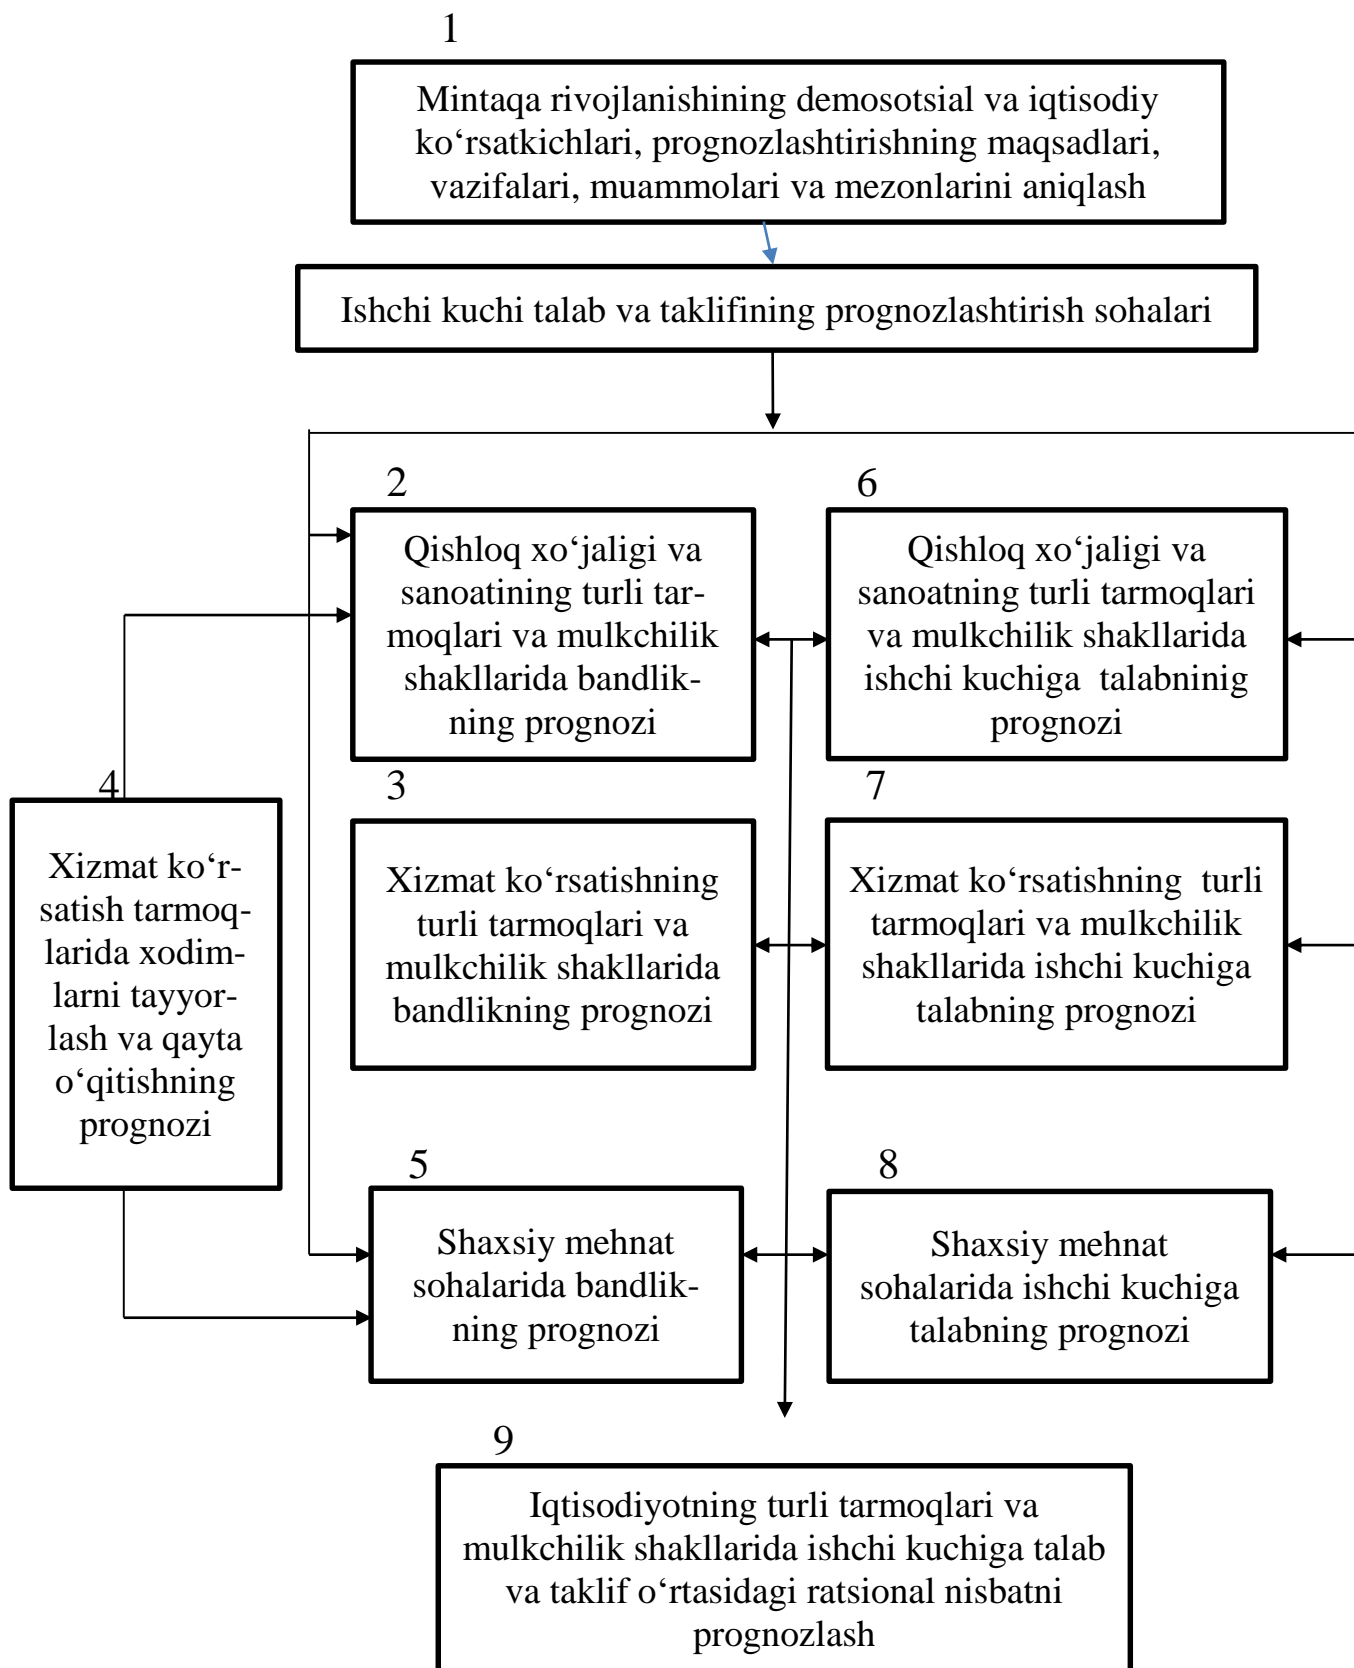 1
Mintaqa rivojlanishining demosotsial va iqtisodiy
ko‘rsatkichlari, prognozlashtirishning maqsadlari,
vazifalari, muammolari va mezonlarini aniqlash
Ishchi kuchi talab va taklifining prognozlashtirish sohalari
2
Qishloq xo‘jaligi va
sanoatining turli tar-
moqlari va mulkchilik
shakllarida bandlik-
ning prognozi
6
Qishloq xo‘jaligi va
sanoatning turli tarmoqlari
va mulkchilik shakllarida
ishchi kuchiga talabninig
prognozi
4
Xizmat ko‘r-
satish tarmoq-
larida xodim-
larni tayyor-
lash va qayta
o‘qitishning
prognozi
3
Xizmat ko‘rsatishning
turli tarmoqlari va
mulkchilik shakllarida
bandlikning prognozi
7
Xizmat ko‘rsatishning turli
tarmoqlari va mulkchilik
shakllarida ishchi kuchiga
talabning prognozi
5
Shaxsiy mehnat
sohalarida bandlik-
ning prognozi
8
Shaxsiy mehnat
sohalarida ishchi kuchiga
talabning prognozi
9
Iqtisodiyotning turli tarmoqlari va
mulkchilik shakllarida ishchi kuchiga talab
va taklif o‘rtasidagi ratsional nisbatni
prognozlash